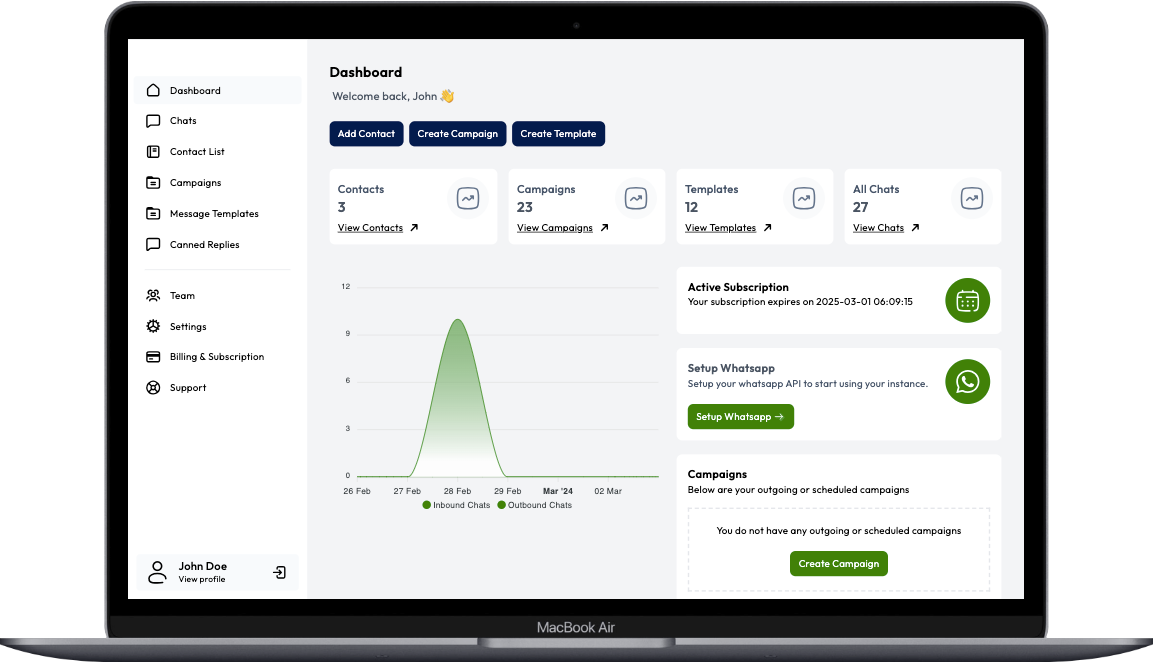 Dashboard
Chats
Contact List
Campaigns
Message Templates
Canned Replies
Team
Settings
Billing & Subscription
Support
John Doe
View profile
Dashboard
Welcome back, John 👋
Add Contact
Create Campaign
Create Template
Contacts
3
View Contacts
Campaigns
23
View Campaigns
Templates
12
View Templates
All Chats
27
View Chats
12
9
6
3
0
26 Feb 27 Feb 28 Feb 29 Feb Mar '24 02 Mar
Inbound Chats Outbound Chats
Active Subscription
Your subscription expires on 2025-03-01 06:09:15
Setup Whatsapp
Setup your whatsapp API to start using your instance.
Setup Whatsapp →
Campaigns
Below are your outgoing or scheduled campaigns
You do not have any outgoing or scheduled campaigns
Create Campaign
MacBook Air